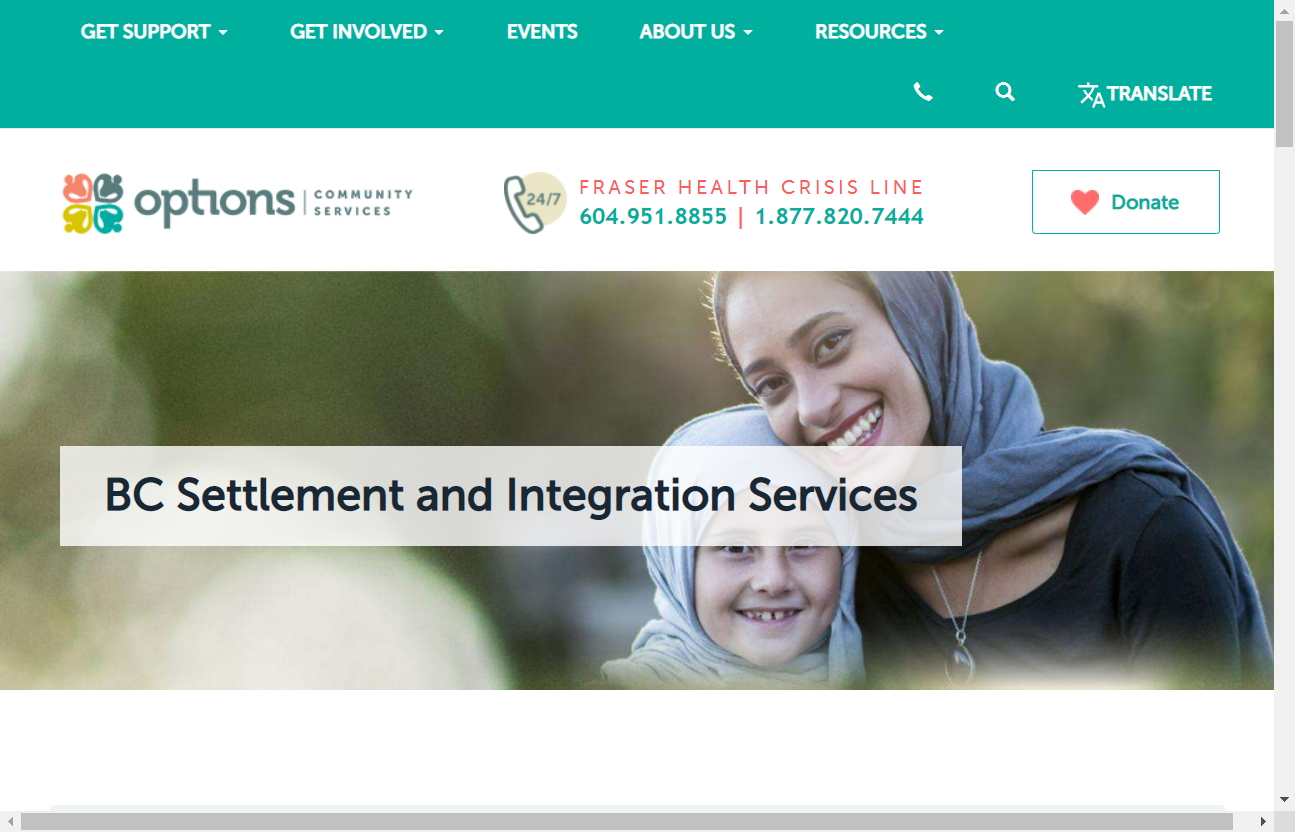 GET SUPPORT
GET INVOLVED
EVENTS
ABOUT US
RESOURCES
TRANSLATE
options
COMMUNITY
SERVICES
24/7
FRASER HEALTH CRISIS LINE
604.951.8855 | 1.877.820.7444
Donate
BC Settlement and Integration Services